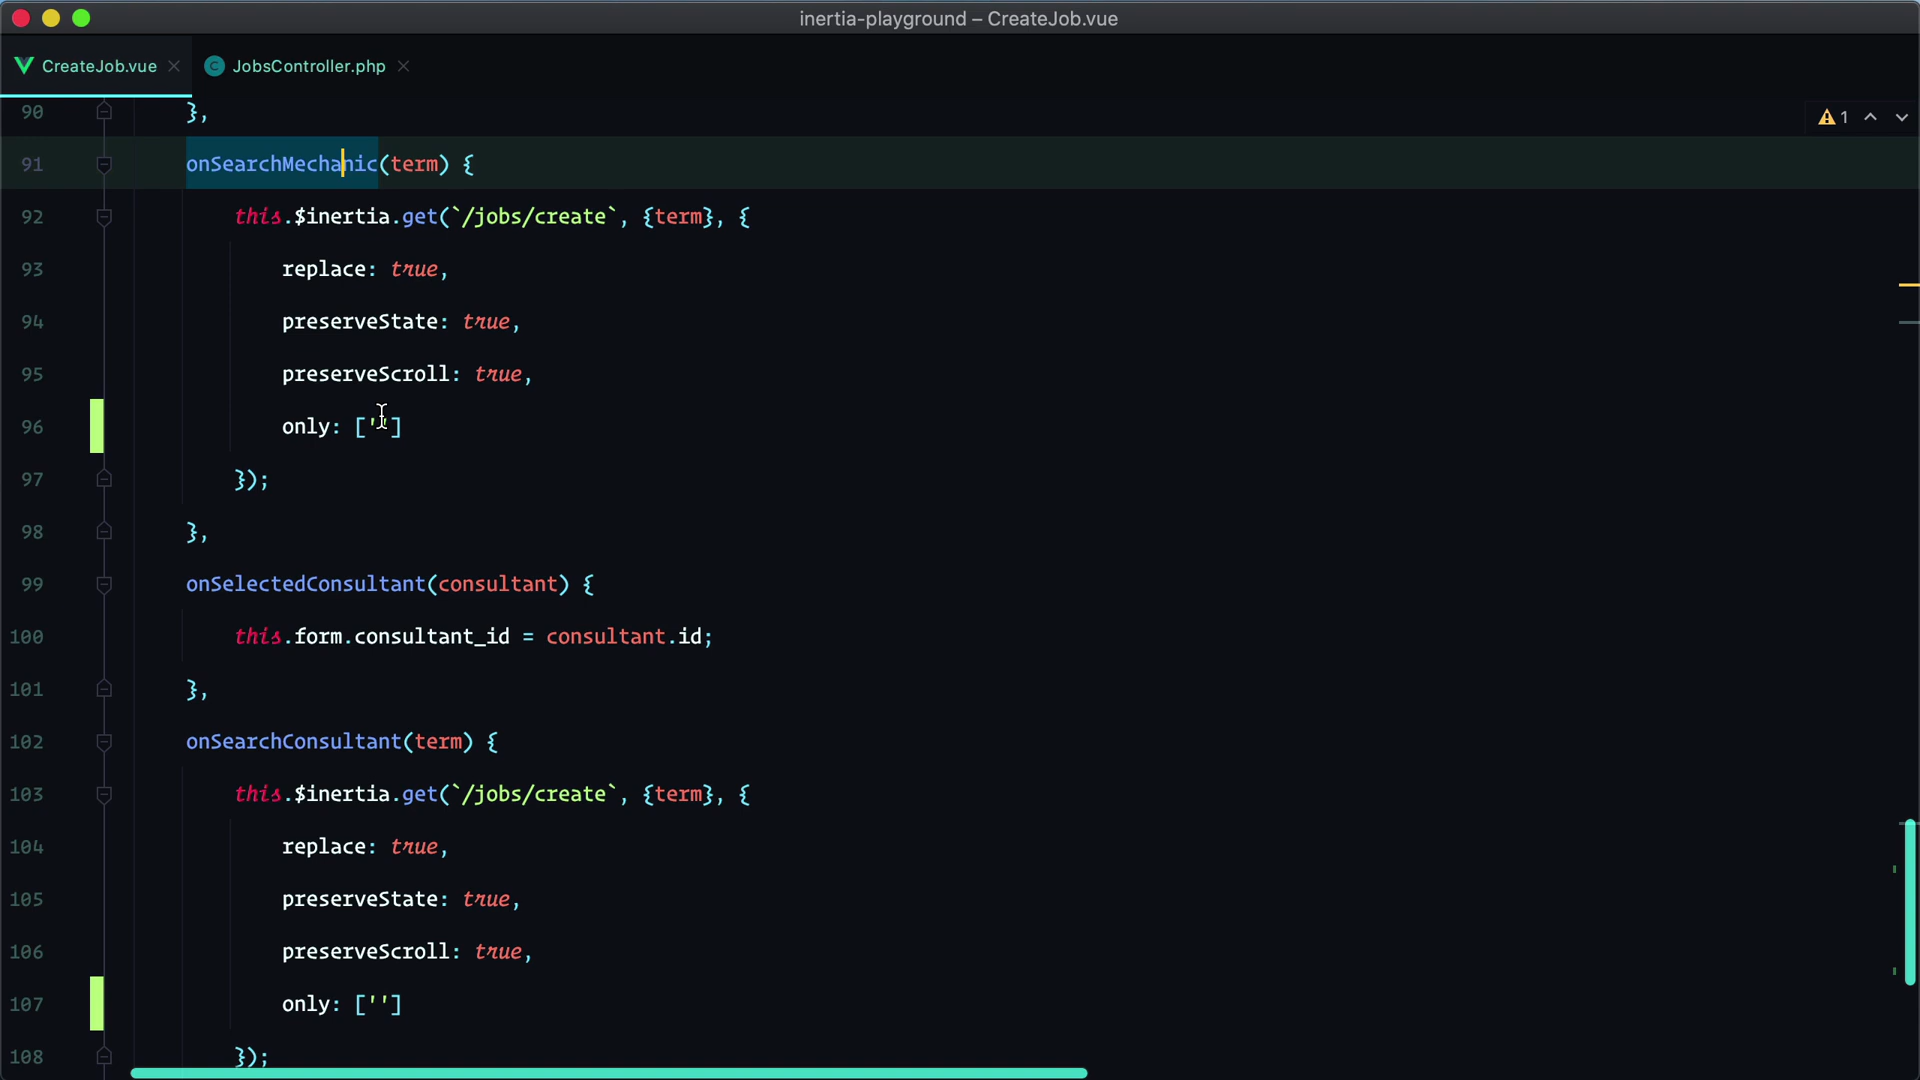 inertia-playground – CreateJob.vue
CreateJob.vue
JobsController.php
1
90 },
91 onSearchMechanic(term) {
92 this.$inertia.get(`/jobs/create`, {term}, {
93 replace: true,
94 preserveState: true,
95 preserveScroll: true,
96 only: ['']
97 });
98 },
99 onSelectedConsultant(consultant) {
100 this.form.consultant_id = consultant.id;
101 },
102 onSearchConsultant(term) {
103 this.$inertia.get(`/jobs/create`, {term}, {
104 replace: true,
105 preserveState: true,
106 preserveScroll: true,
107 only: ['']
108 });